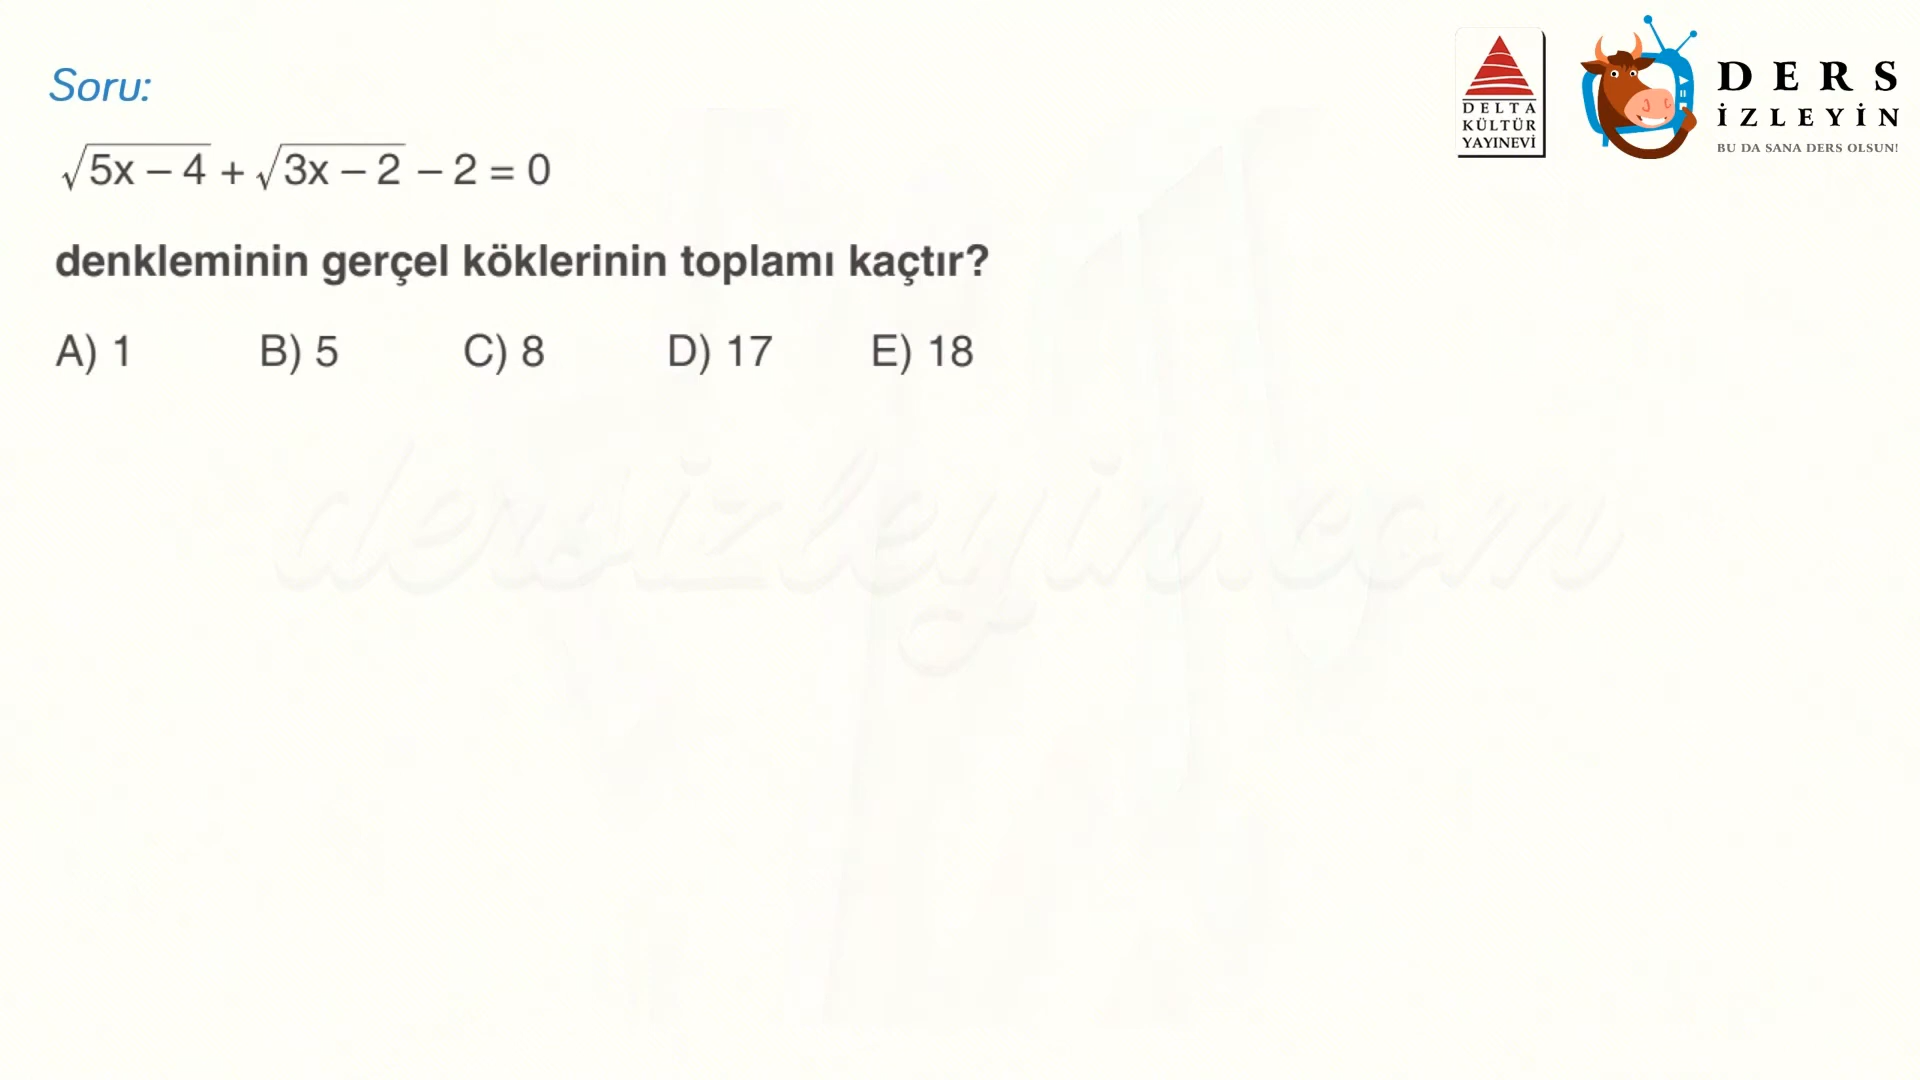 Soru:
√5x – 4 + √3x – 2 – 2 = 0
denkleminin gerçel köklerinin toplamı kaçtır?
A) 1 B) 5 C) 8 D) 17 E) 18
DELTA
KÜLTÜR
YAYINEVİ
DERS
İZLEYİN
BU DA SANA DERS OLSUN!
dersizleyin.com